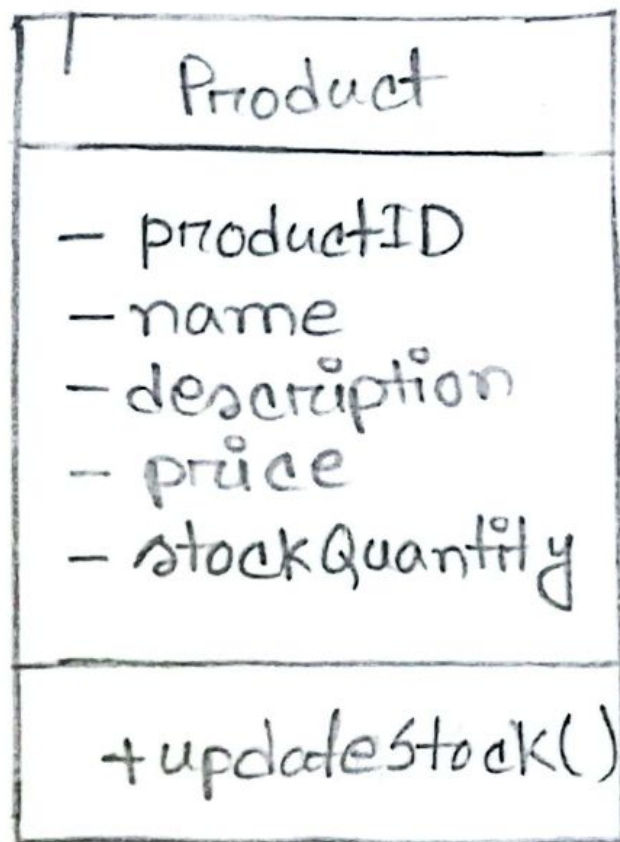 Product
- productID
- name
- description
- price
- stockQuantity
+updateStock()